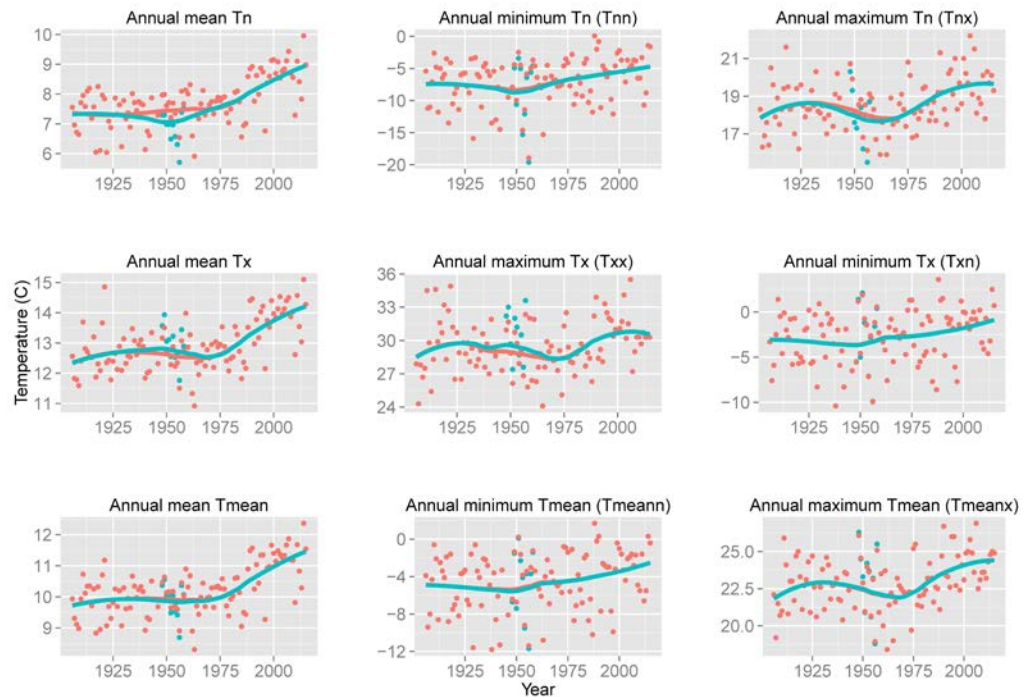 Annual mean Tn
Annual minimum Tn (Tnn)
Annual maximum Tn (Tnx)
10
9
8
7
6
1925 1950 1975 2000
0
−5
−10
−15
−20
1925 1950 1975 2000
21
20
19
18
17
16
1925 1950 1975 2000
Annual mean Tx
Annual maximum Tx (Txx)
Annual minimum Tx (Txn)
Temperature (C)
15
14
13
12
11
1925 1950 1975 2000
36
33
30
27
24
1925 1950 1975 2000
0
−5
−10
1925 1950 1975 2000
Annual mean Tmean
Annual minimum Tmean (Tmeann)
Annual maximum Tmean (Tmeanx)
12
11
10
9
1925 1950 1975 2000
0
−4
−8
−12
1925 1950 1975 2000
25.0
22.5
20.0
1925 1950 1975 2000
Year